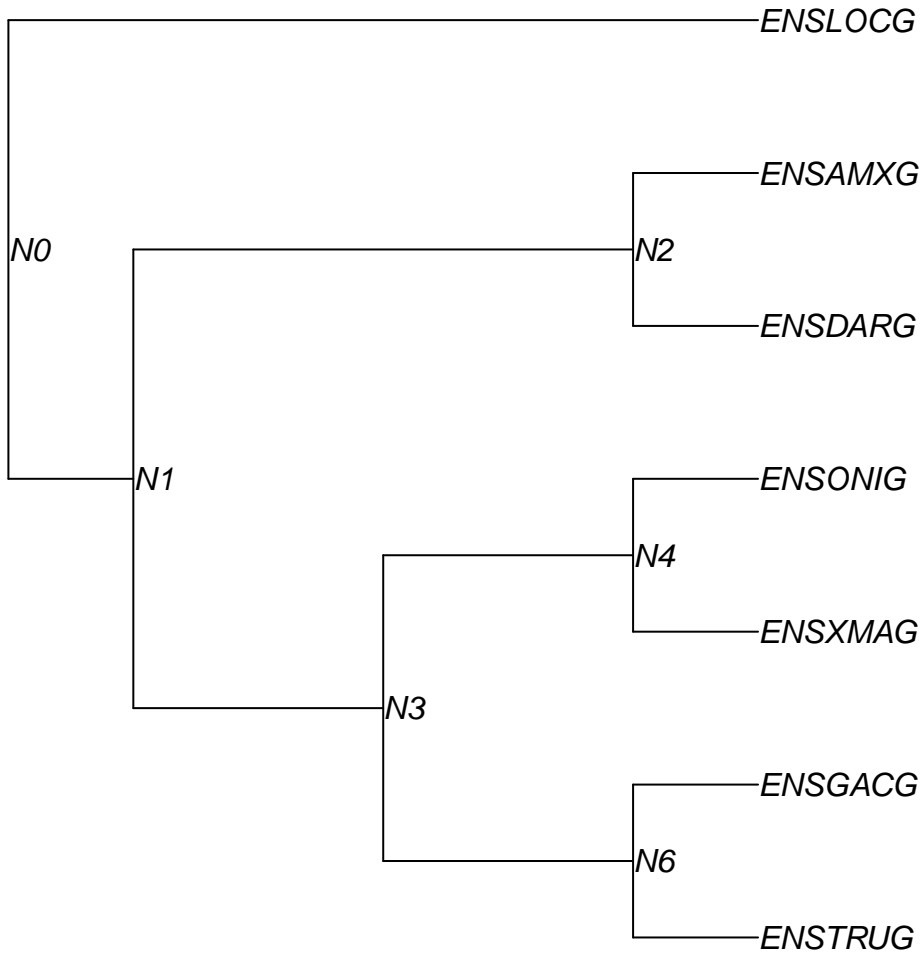 ENSLOCG
ENSAMXG
N0
N2
ENSDARG
N1
ENSONIG
N4
ENSXMAG
N3
ENSGACG
N6
ENSTRUG